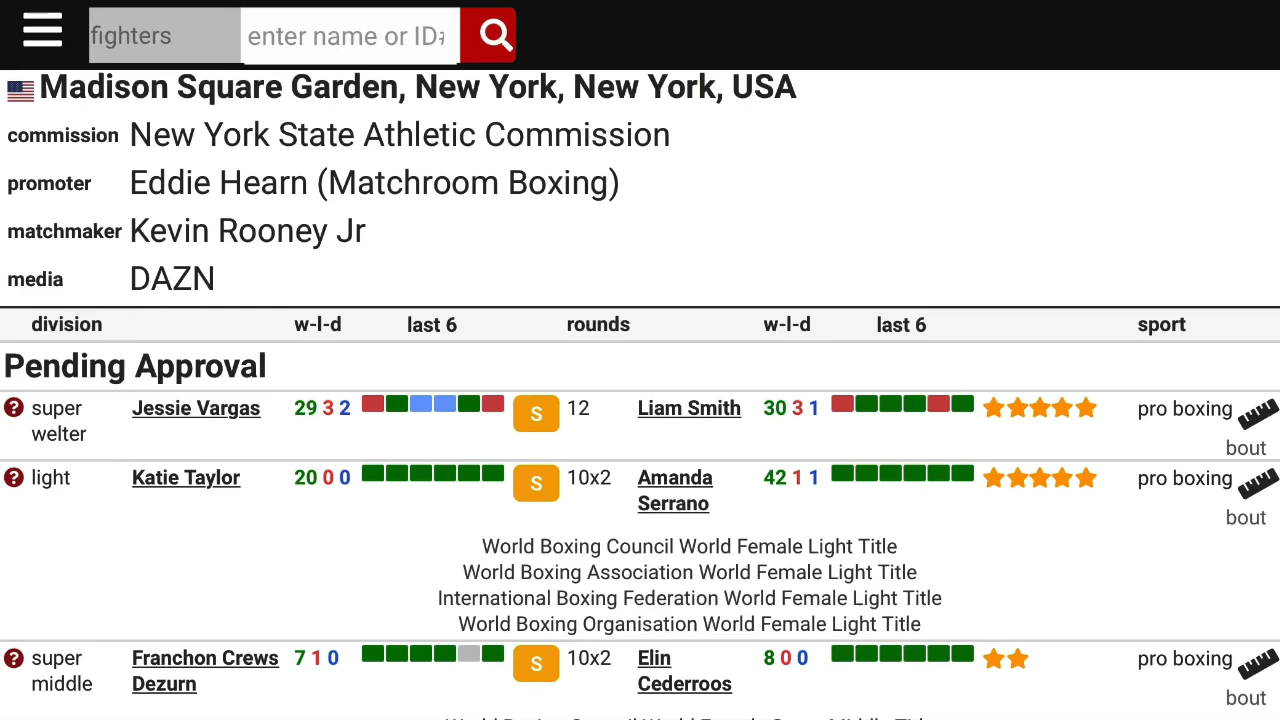 fighters enter name or ID
Madison Square Garden, New York, New York, USA
commission New York State Athletic Commission
promoter Eddie Hearn (Matchroom Boxing)
matchmaker Kevin Rooney Jr
media DAZN
division w-l-d last 6 rounds w-l-d last 6 sport
Pending Approval
? super Jessie Vargas 29 3 2 S 12 Liam Smith 30 3 1 pro boxing
welter
bout
? light Katie Taylor 20 0 0 S 10x2 Amanda 42 1 1 pro boxing
Serrano
bout
World Boxing Council World Female Light Title
World Boxing Association World Female Light Title
International Boxing Federation World Female Light Title
World Boxing Organisation World Female Light Title
? super Franchon Crews 7 1 0 S 10x2 Elin 8 0 0 pro boxing
middle Dezurn Cederroos
bout